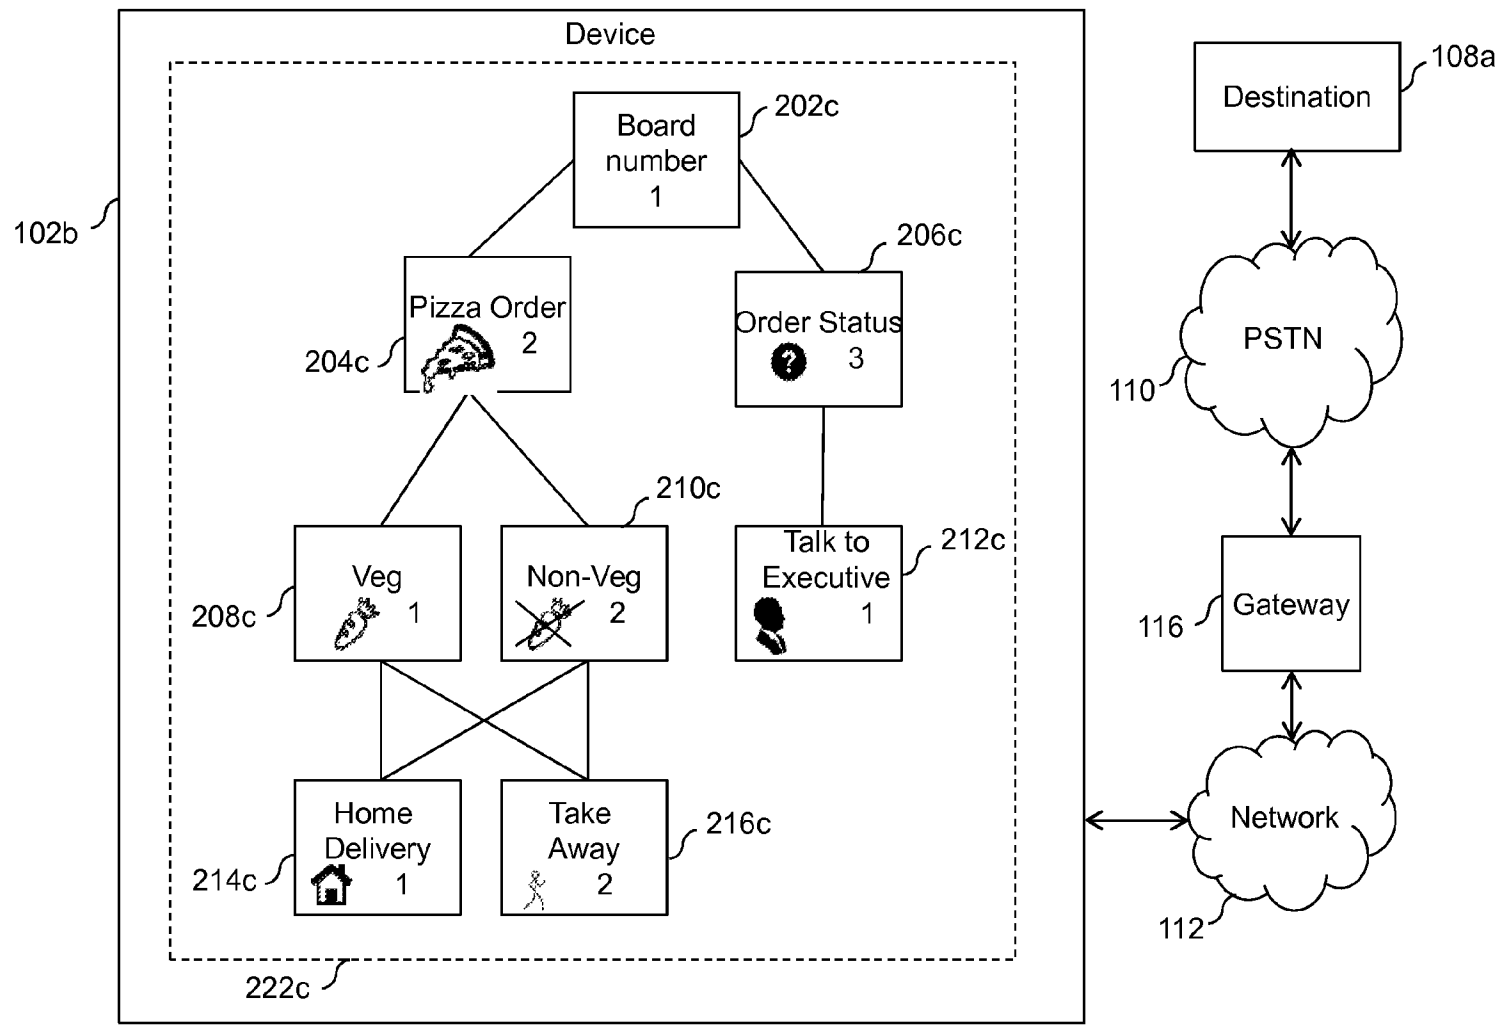 Device
202c
Board
number
1
102b
204c
Pizza Order
2
206c
Order Status
? 3
208c
Veg
1
210c
Non-Veg
2
212c
Talk to
Executive
1
214c
Home
Delivery
1
216c
Take
Away
2
222c
108a
Destination
PSTN
110
Gateway
116
Network
112